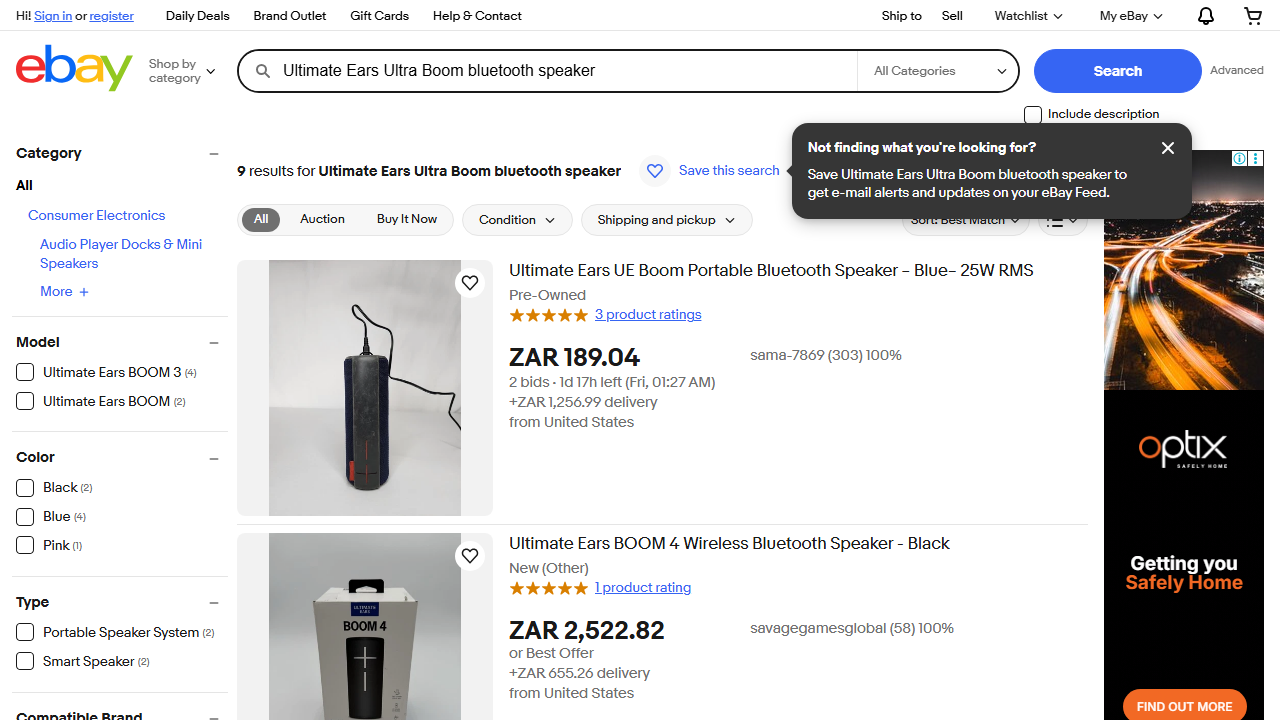 Hi! Sign in or register
Daily Deals
Brand Outlet
Gift Cards
Help & Contact
Ship to
Sell
Watchlist
My eBay
ebay
Shop by
category
Ultimate Ears Ultra Boom bluetooth speaker
All Categories
Search
Advanced
Include description
Not finding what you're looking for?
Save Ultimate Ears Ultra Boom bluetooth speaker to
get e-mail alerts and updates on your eBay Feed.
Category
All
Consumer Electronics
Audio Player Docks & Mini
Speakers
More +
Model
Ultimate Ears BOOM 3 (4)
Ultimate Ears BOOM (2)
Color
Black (2)
Blue (4)
Pink (1)
Type
Portable Speaker System (2)
Smart Speaker (2)
Compatible Brand
9 results for Ultimate Ears Ultra Boom bluetooth speaker
Save this search
All
Auction
Buy It Now
Condition
Shipping and pickup
Sort: Best Match
Ultimate Ears UE Boom Portable Bluetooth Speaker – Blue– 25W RMS
Pre-Owned
3 product ratings
ZAR 189.04
2 bids · 1d 17h left (Fri, 01:27 AM)
+ZAR 1,256.99 delivery
from United States
sama-7869 (303) 100%
ULTIMATE
EARS
BOOM 4
Ultimate Ears BOOM 4 Wireless Bluetooth Speaker - Black
New (Other)
1 product rating
ZAR 2,522.82
or Best Offer
+ZAR 655.26 delivery
from United States
savagegamesglobal (58) 100%
optix
SAFELY HOME
Getting you
Safely Home
FIND OUT MORE